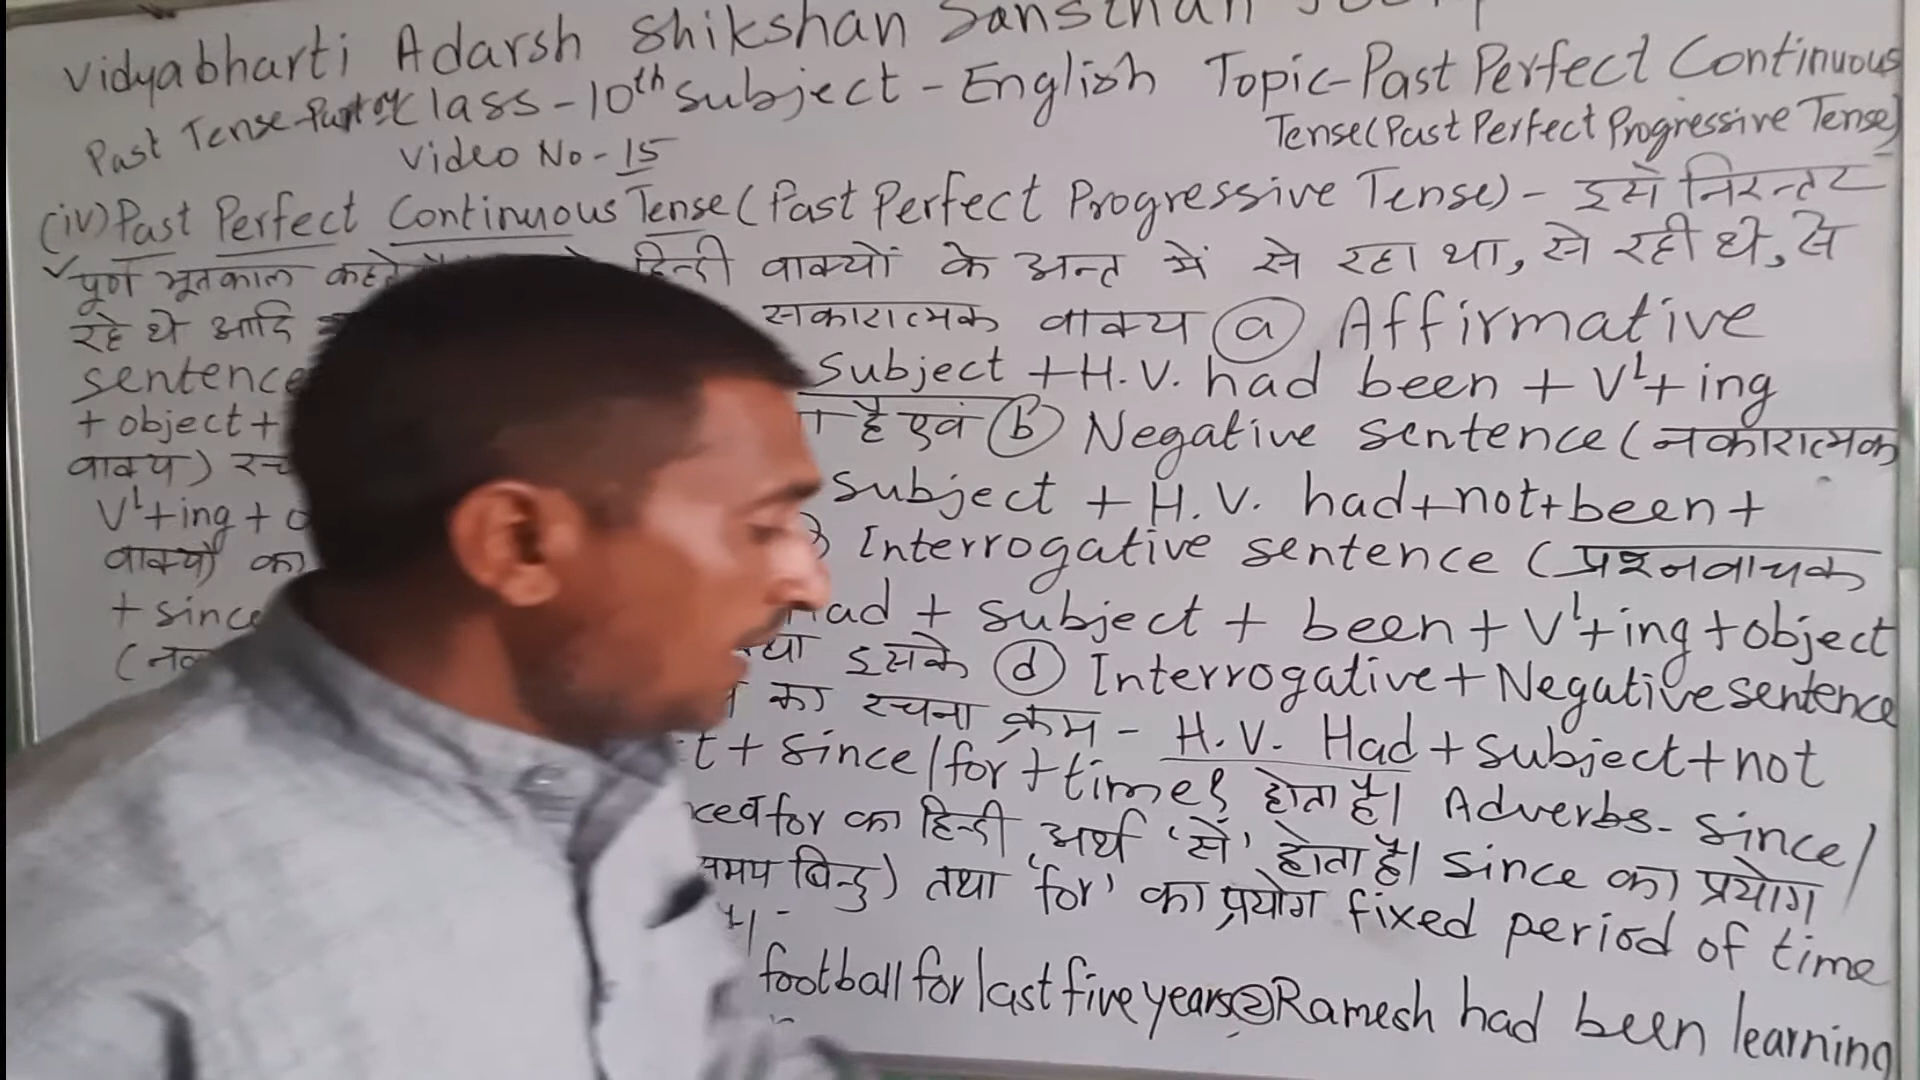 Vidyabharti Adarsh Shikshan Sansthan
Past Tense-Part of Class-10th Subject-English Topic-Past Perfect Continuous
Video No-15 Tense(Past Perfect Progressive Tense)
(iv) Past Perfect Continuous Tense (Past Perfect Progressive Tense)- इसे निरन्तर
पूर्ण भूतकाल कहते हिन्दी वाक्यों के अन्त में से रहा था, से रही थे, से
रहे थे आदि सकारात्मक वाक्य (a) Affirmative
sentence Subject +H.V. had been + V¹+ing
+ object+ है एवं (b) Negative sentence (नकारात्मक
वाक्य) Subject + H.V. had+not+been+
V¹+ing + Interrogative sentence (प्रश्नवाचक
वाक्यों का + subject + been + V¹+ing +object
+ since इसके (d) Interrogative+Negative sentence
का रचना क्रम - H.V. Had +subject+not
+ since/for +time होता है। Adverbs- Since/
for का हिन्दी अर्थ 'से' होता है। since का प्रयोग
बिन्दु) तथा 'for' का प्रयोग fixed period of time
football for last five years② Ramesh had been learning